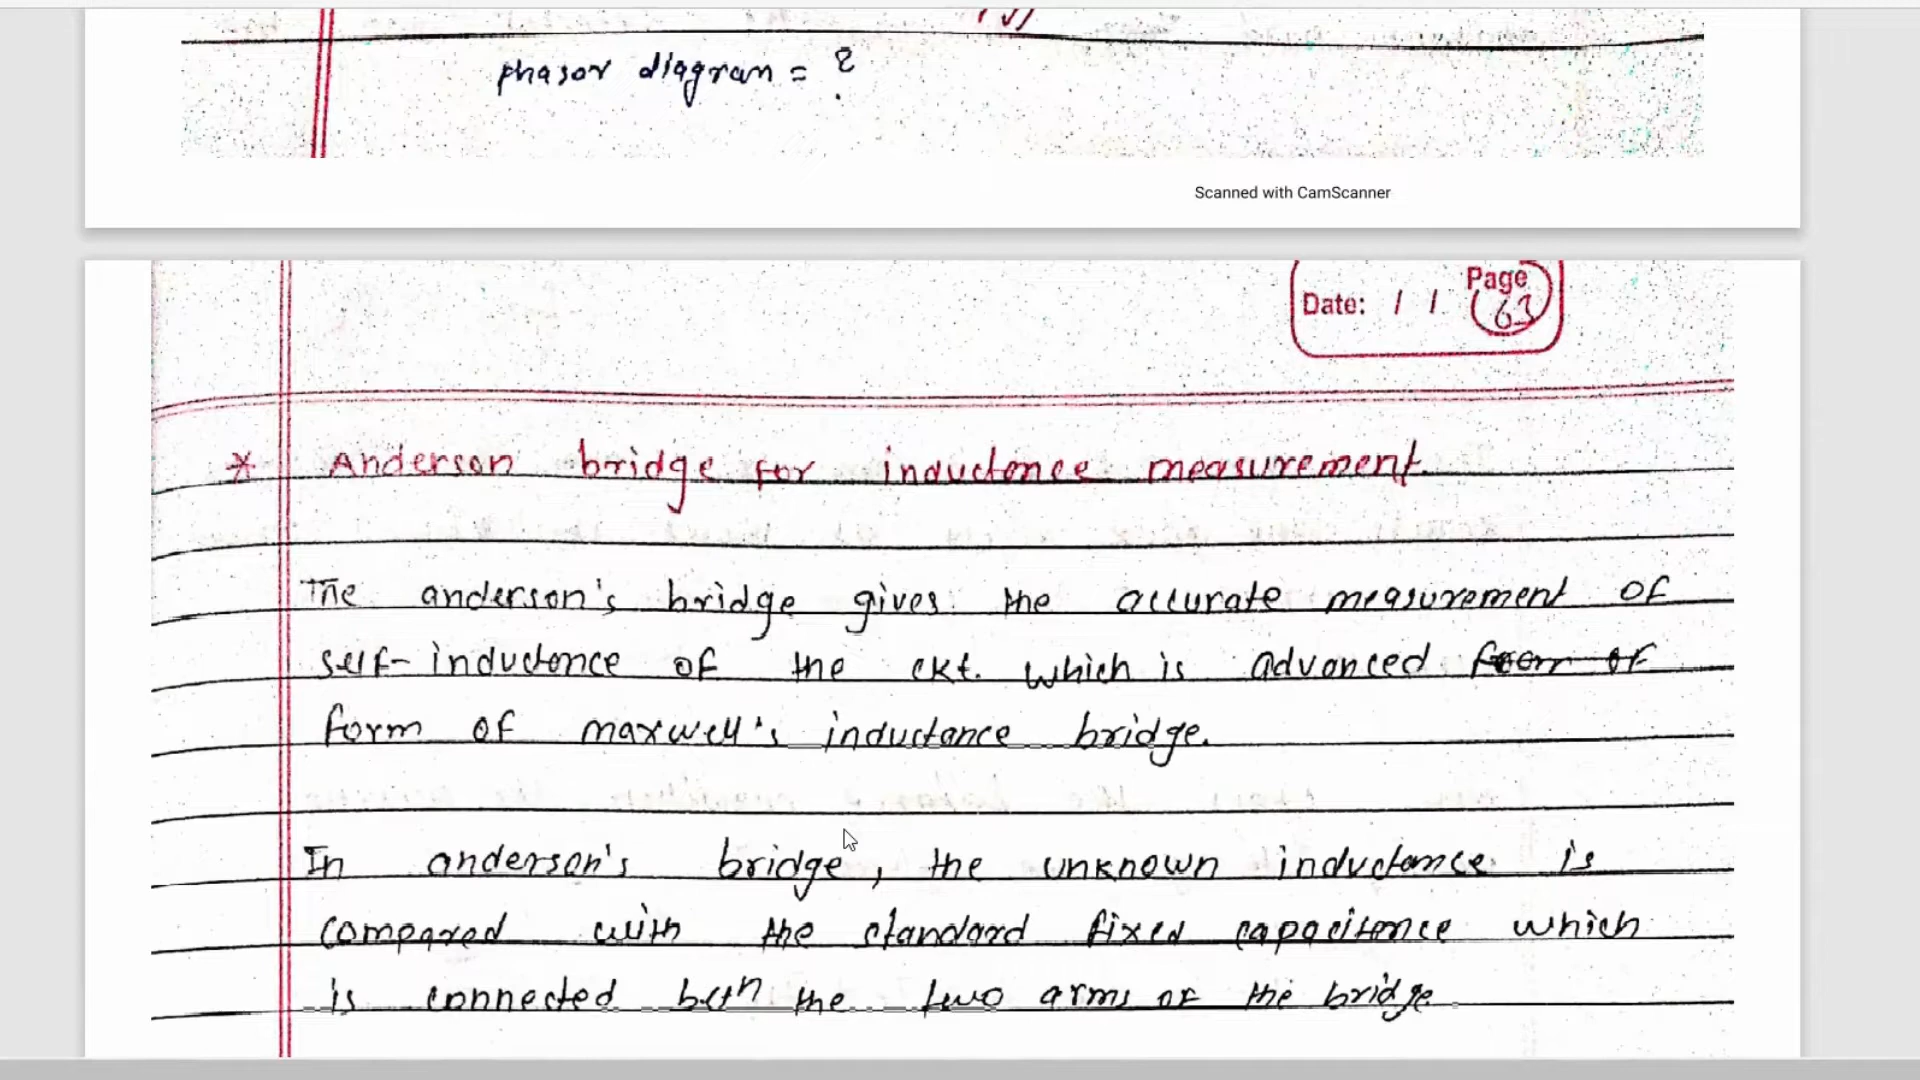 phasor diagram = ?
Scanned with CamScanner
Page
Date: / / 63
* Anderson bridge for inductance measurement.
The anderson's bridge gives the accurate measurement of
self-inductance of the ckt. which is advanced form of
form of maxwell's inductance bridge.
In anderson's bridge, the unknown inductance is
compared with the standard fixed capacitance which
is connected betn the two arms of the bridge.